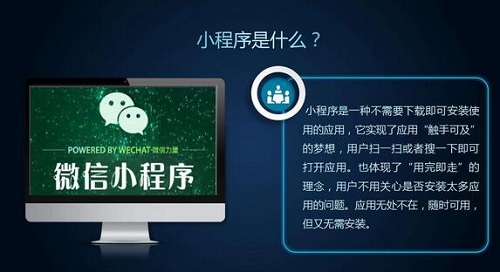 小程序是什么？
POWERED BY WECHAT·微信力量
微信小程序
小程序是一种不需要下载即可安装使
用的应用，它实现了应用“触手可及”
的梦想，用户扫一扫或者搜一下即可
打开应用。也体现了“用完即走”的
理念，用户不用关心是否安装太多应
用的问题。应用无处不在，随时可用，
但又无需安装。